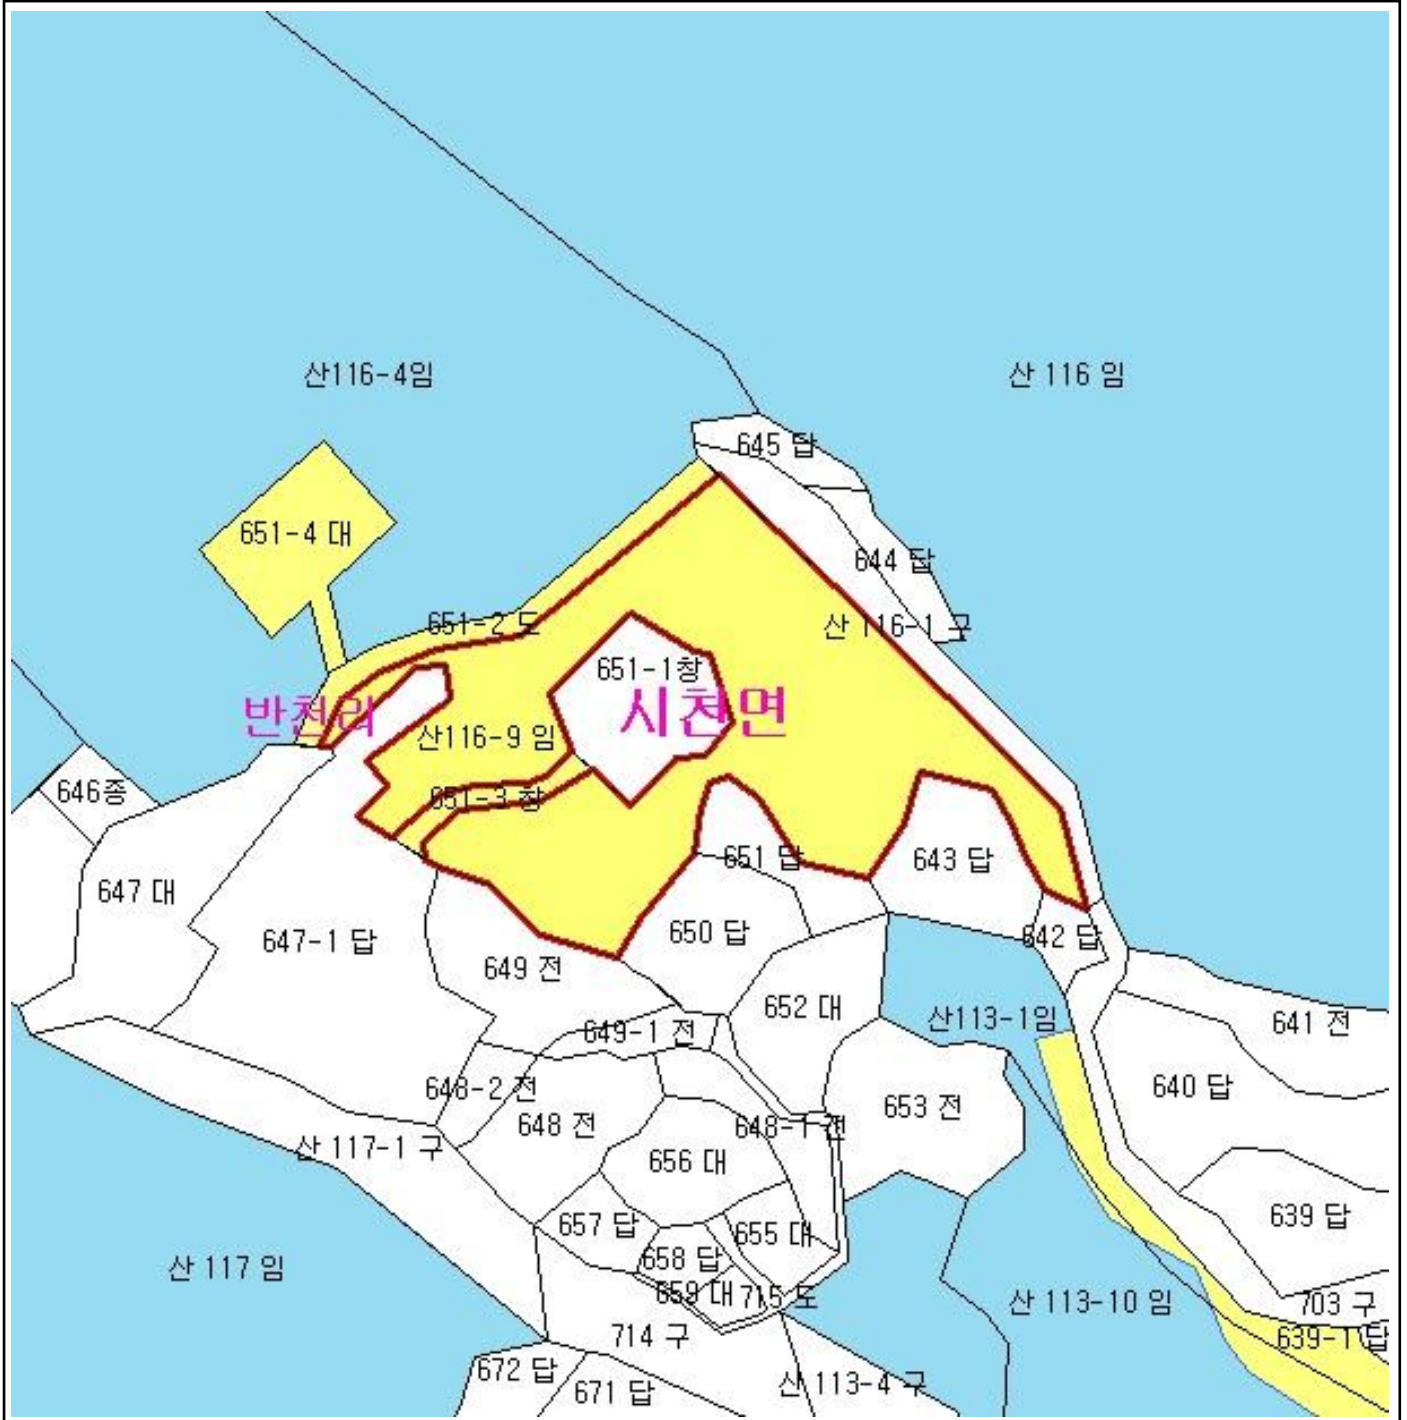 산116-4임
산 116 임
645 답
651-4 대
644 답
651-2 도
산 116-1 구
651-1창
반천리
시천면
산116-9 임
646종
651-3 창
651 답
643 답
647 대
647-1 답
650 답
642 답
649 전
652 대
산113-1임
641 전
649-1 전
648-2 전
640 답
648 전
648-1 전
653 전
산 117-1 구
656 대
657 답
655 대
639 답
658 답
산 117 임
659 대
715 도
산 113-10 임
703 구
714 구
639-1 답
672 답
671 답
산 113-4 구